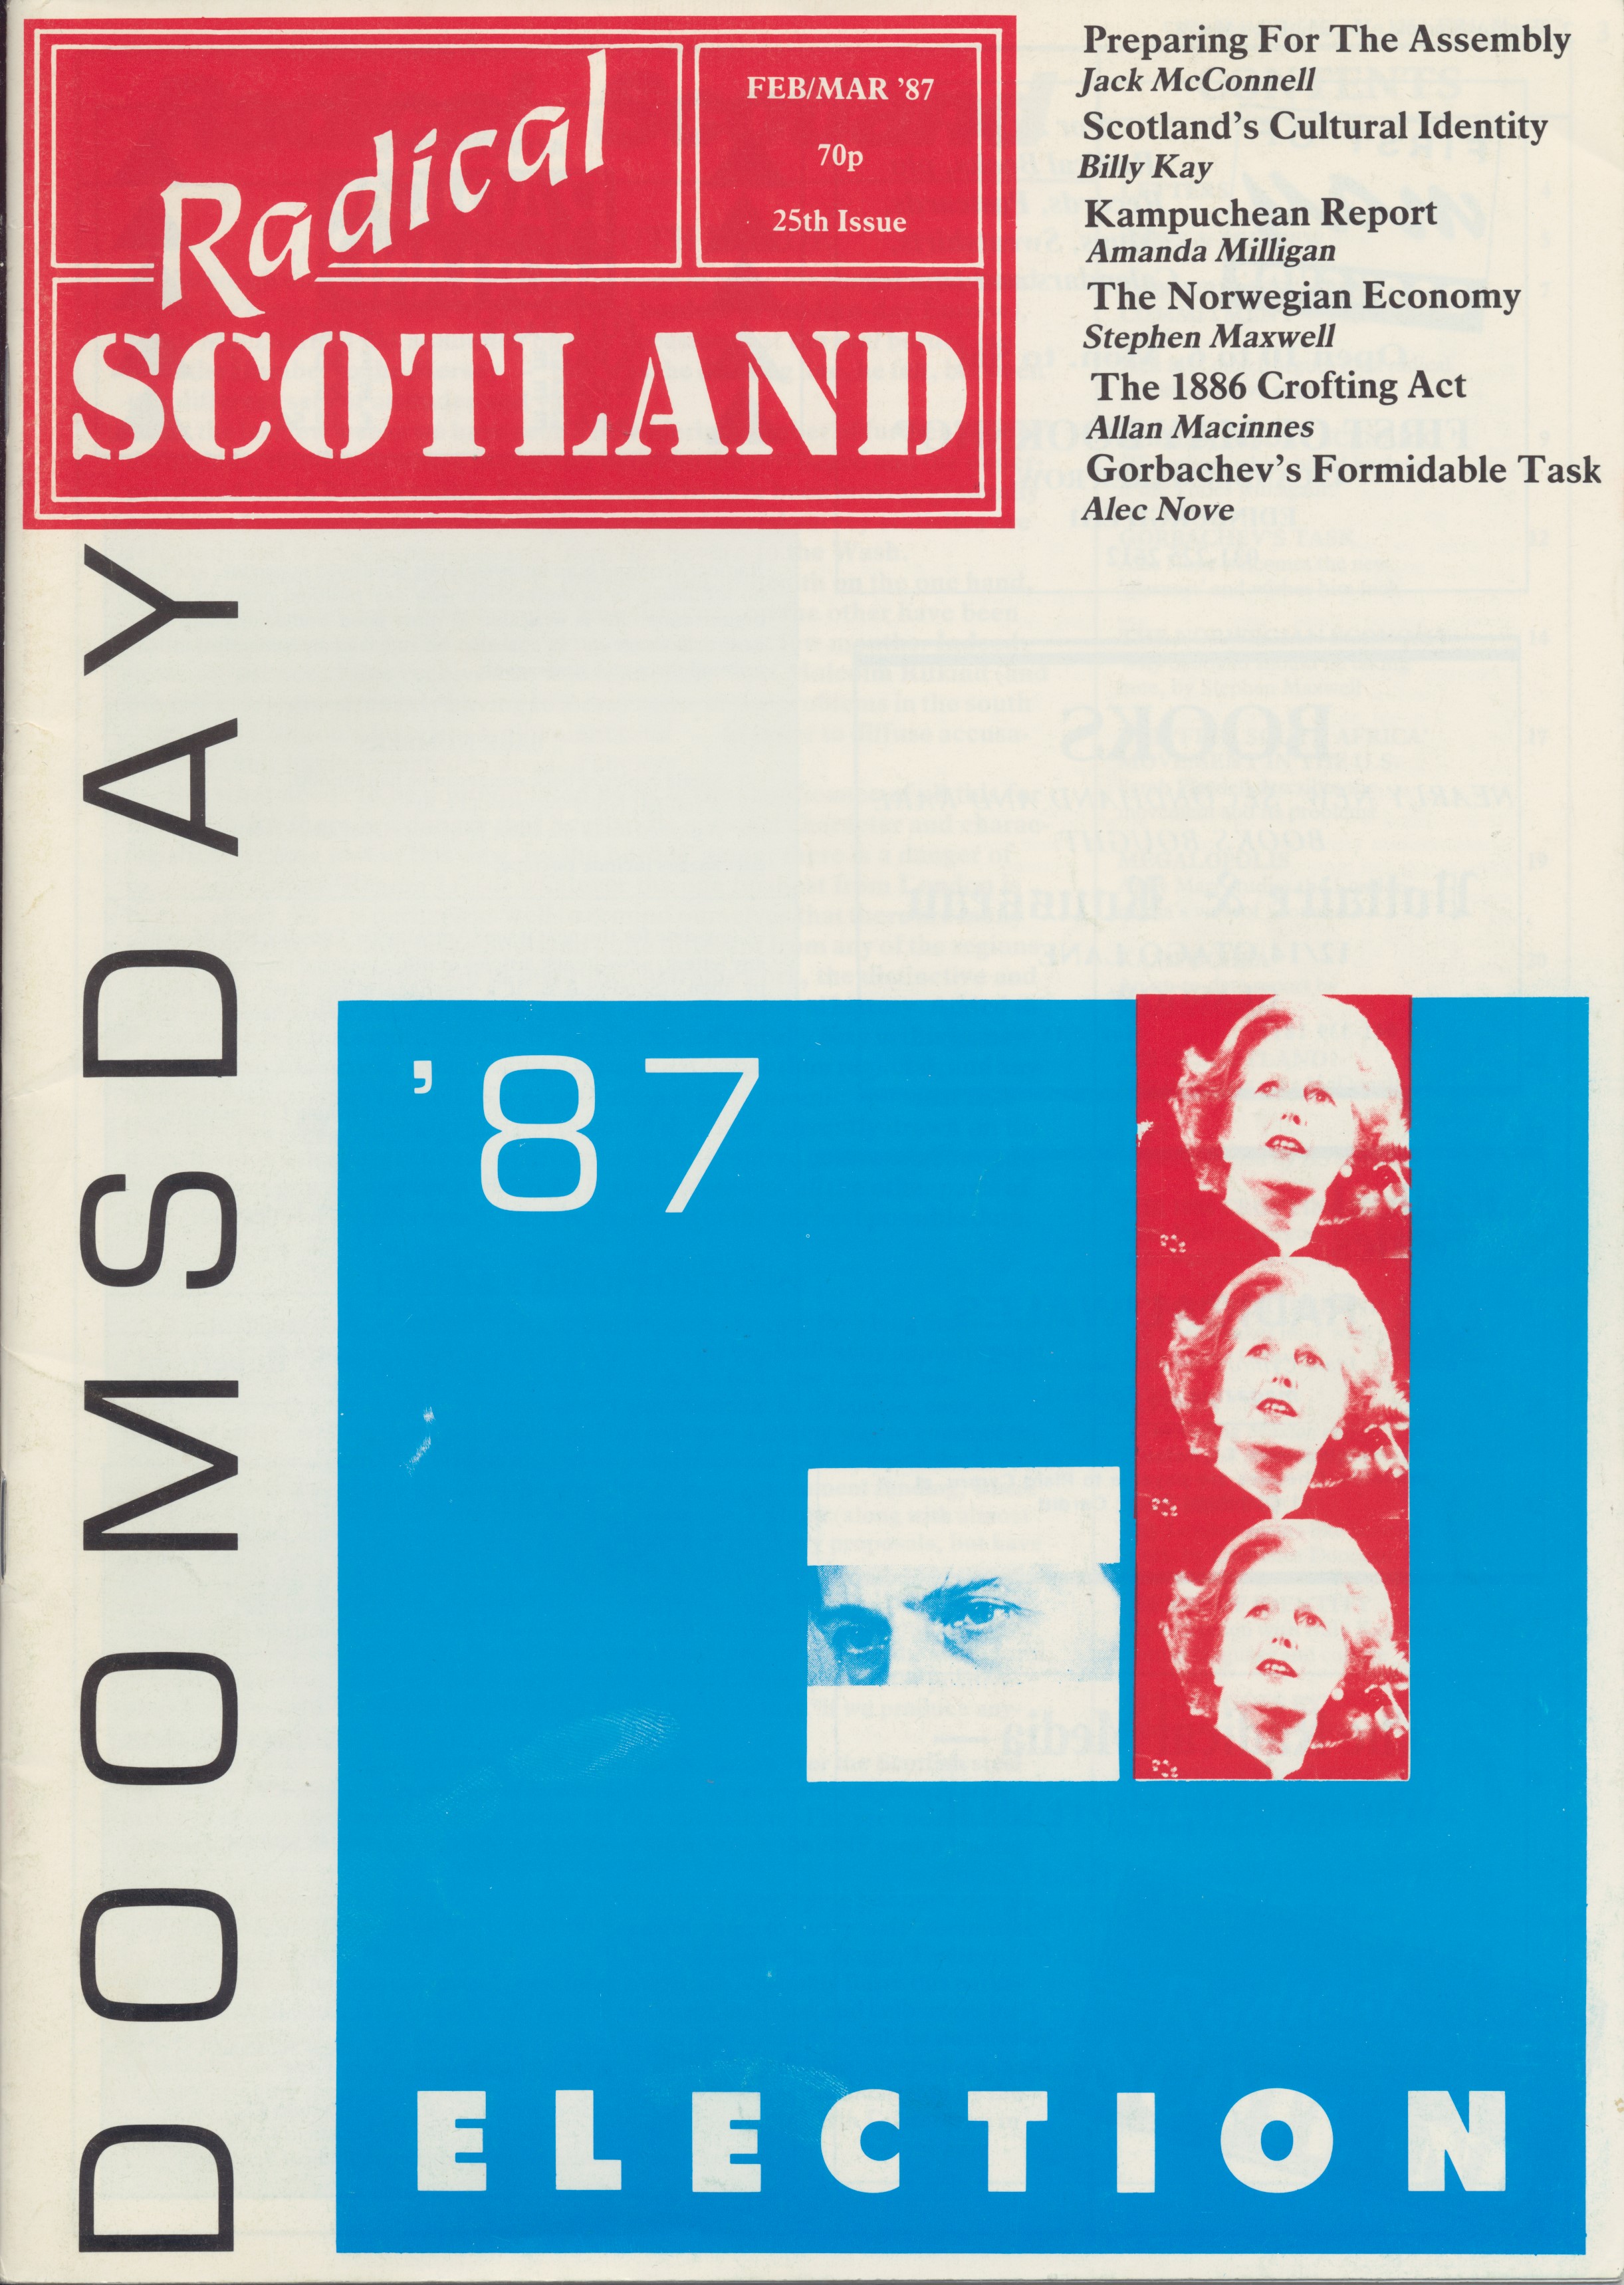 Radical
SCOTLAND
FEB/MAR '87
70p
25th Issue
Preparing For The Assembly
Jack McConnell
Scotland's Cultural Identity
Billy Kay
Kampuchean Report
Amanda Milligan
The Norwegian Economy
Stephen Maxwell
The 1886 Crofting Act
Allan Macinnes
Gorbachev's Formidable Task
Alec Nove
DOOMSDAY
'87
ELECTION